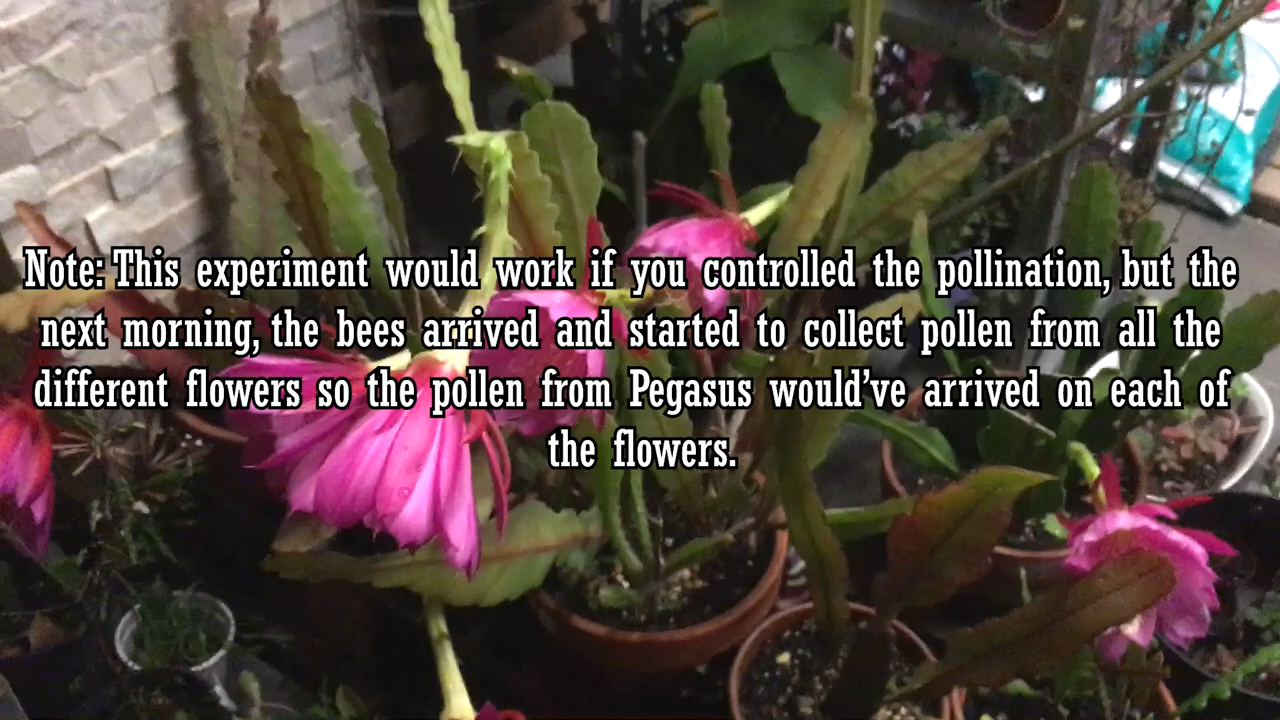 Note: This experiment would work if you controlled the pollination, but the
next morning, the bees arrived and started to collect pollen from all the
different flowers so the pollen from Pegasus would've arrived on each of
the flowers.